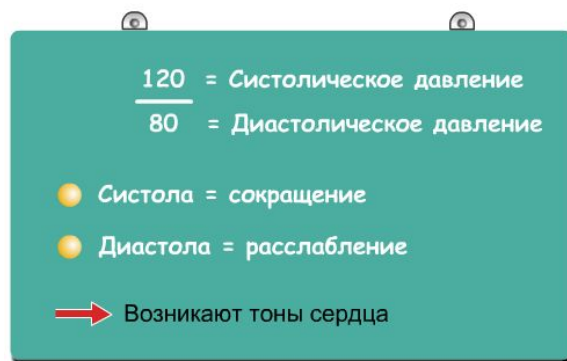 120 = Систолическое давление
80 = Диастолическое давление
Систола = сокращение
Диастола = расслабление
Возникают тоны сердца